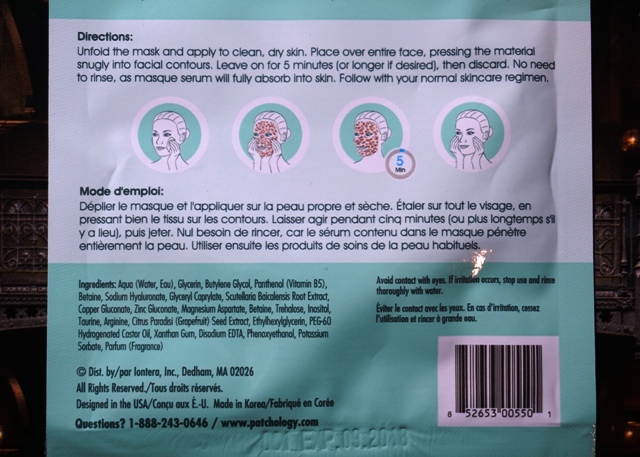 Directions:
Unfold the mask and apply to clean, dry skin. Place over entire face, pressing the material
snugly into facial contours. Leave on for 5 minutes (or longer if desired), then discard. No need
to rinse, as masque serum will fully absorb into skin. Follow with your normal skincare regimen.
5
Min
Mode d'emploi:
Déplier le masque et l'appliquer sur la peau propre et sèche. Étaler sur tout le visage, en
pressant bien le tissu sur les contours. Laisser agir pendant cinq minutes (ou plus longtemps s'il
y a lieu), puis jeter. Nul besoin de rincer, car le sérum contenu dans le masque pénètre
entièrement la peau. Utiliser ensuite les produits de soins de la peau habituels.
Ingredients: Aqua (Water, Eau), Glycerin, Butylene Glycol, Panthenol (Vitamin B5),
Betaine, Sodium Hyaluronate, Glyceryl Caprylate, Scutellaria Baicalensis Root Extract,
Copper Gluconate, Zinc Gluconate, Magnesium Aspartate, Betaine, Trehalose, Inositol,
Taurine, Arginine, Citrus Paradisi (Grapefruit) Seed Extract, Ethylhexylglycerin, PEG-60
Hydrogenated Castor Oil, Xanthan Gum, Disodium EDTA, Phenoxyethanol, Potassium
Sorbate, Parfum (Fragrance)
Avoid contact with eyes. If irritation occurs, stop use and rinse
thoroughly with water.
Éviter le contact avec les yeux. En cas d'irritation, cessez
l'utilisation et rincer à grande eau.
© Dist. by/par Iontera, Inc., Dedham, MA 02026
All Rights Reserved./Tous droits réservés.
Designed in the USA/Conçu aux É.-U. Made in Korea/Fabriqué en Corée
Questions? 1-888-243-0646 / www.patchology.com
8 52653 00550 1
EXP.09.2018